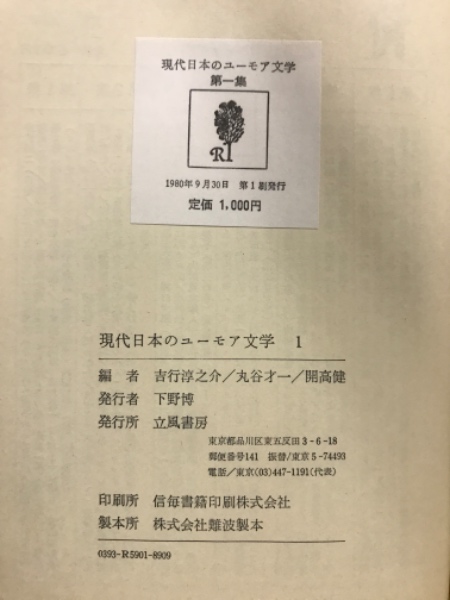 現代日本のユーモア文学
第一集
R
1980年9月30日 第1刷発行
定価 1,000円
現代日本のユーモア文学 1
編者 吉行淳之介/丸谷才一/開高健
発行者 下野博
発行所 立風書房
東京都品川区東五反田3-6-18
郵便番号141 振替/東京5-74493
電話/東京(03)447-1191(代表)
印刷所 信毎書籍印刷株式会社
製本所 株式会社難波製本
0393-R5901-8909